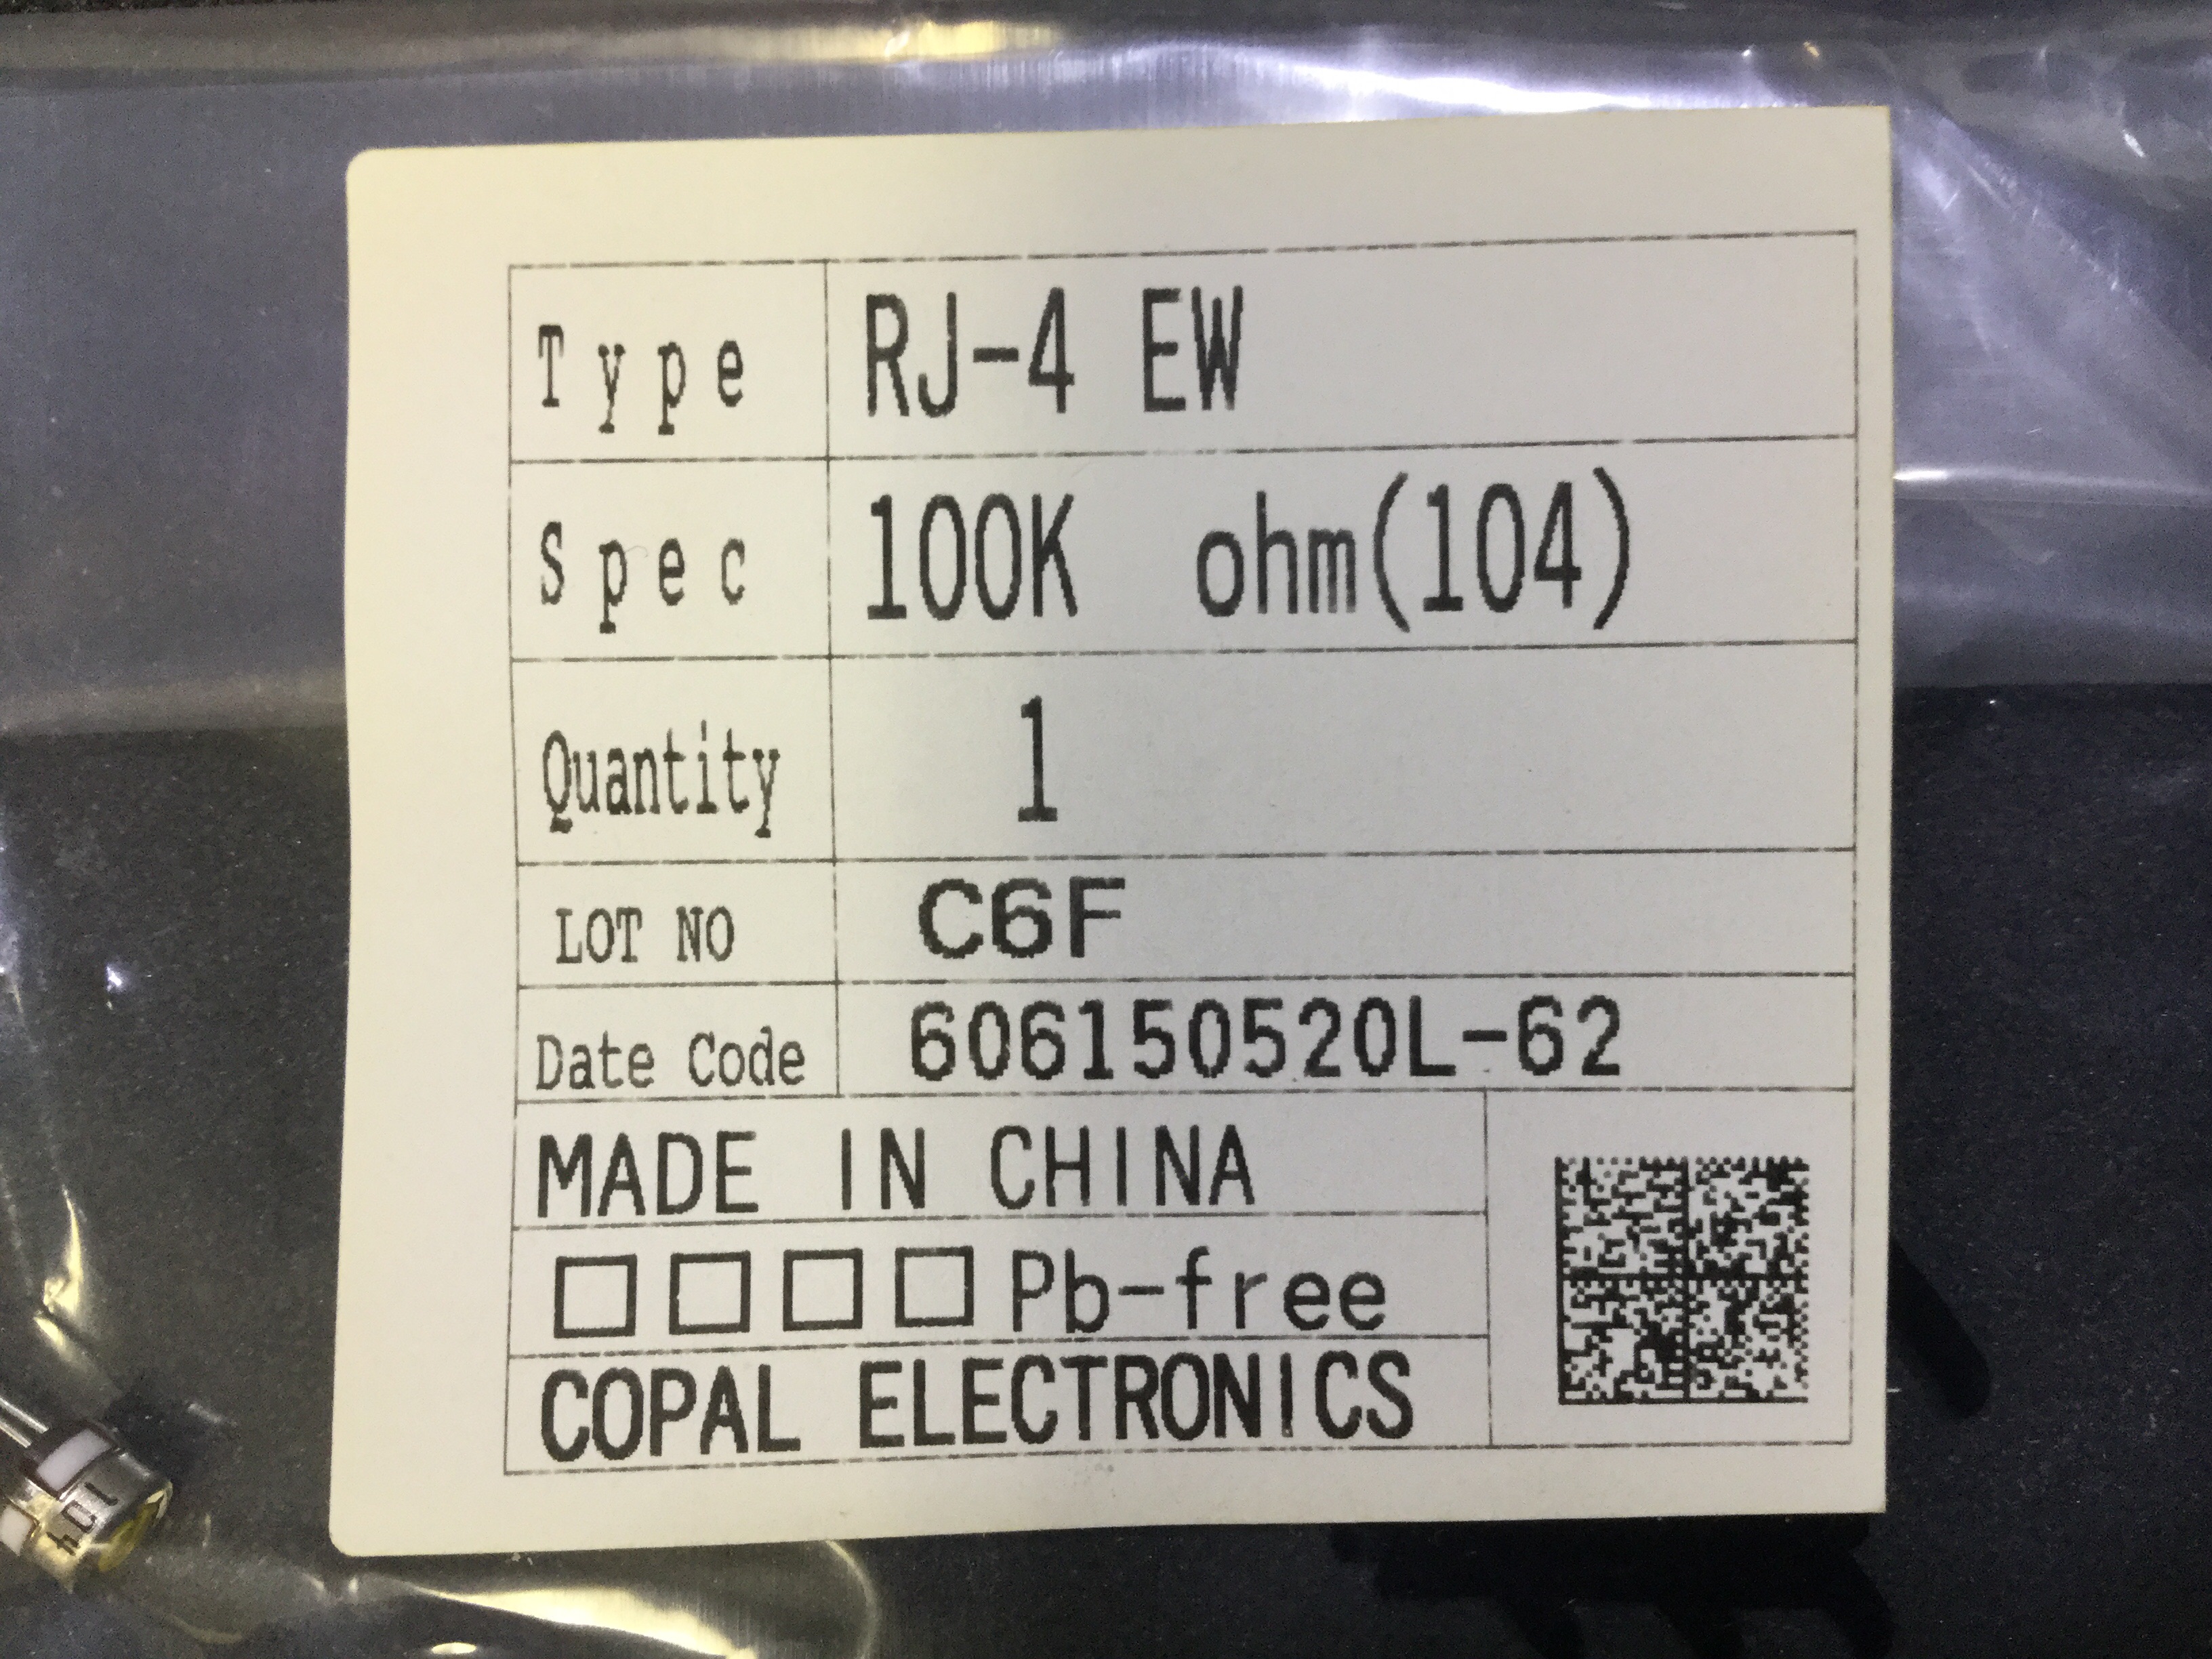 Type RJ-4 EW
Spec 100K ohm(104)
Quantity 1
LOT NO C6F
Date Code 606150520L-62
MADE IN CHINA
□□□□Pb-free
COPAL ELECTRONICS
104